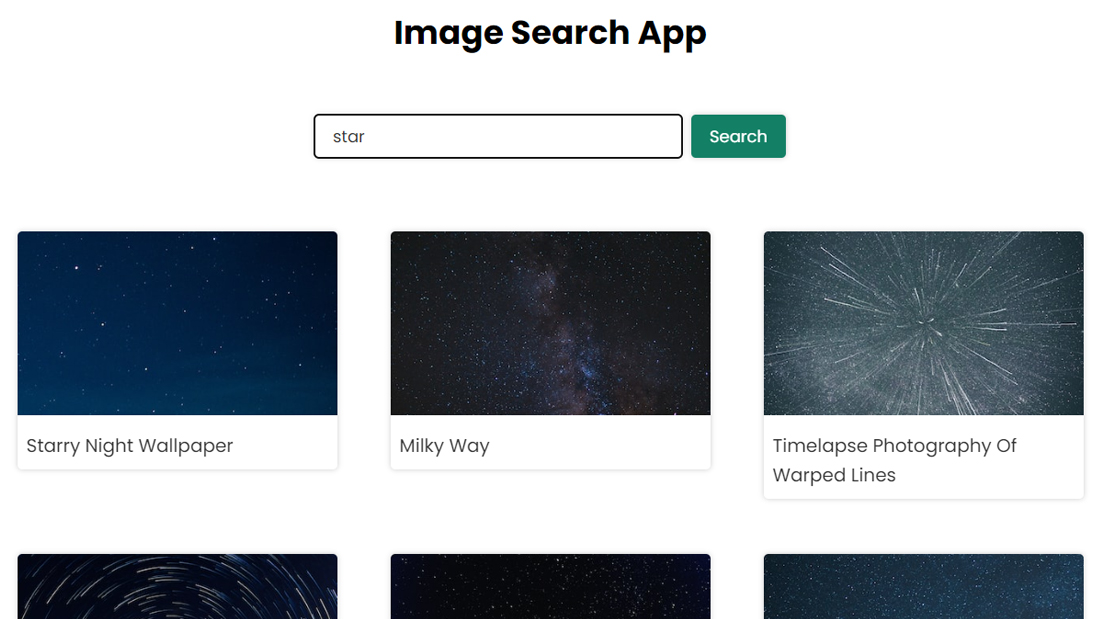 Image Search App
star
Search
Starry Night Wallpaper
Milky Way
Timelapse Photography Of
Warped Lines